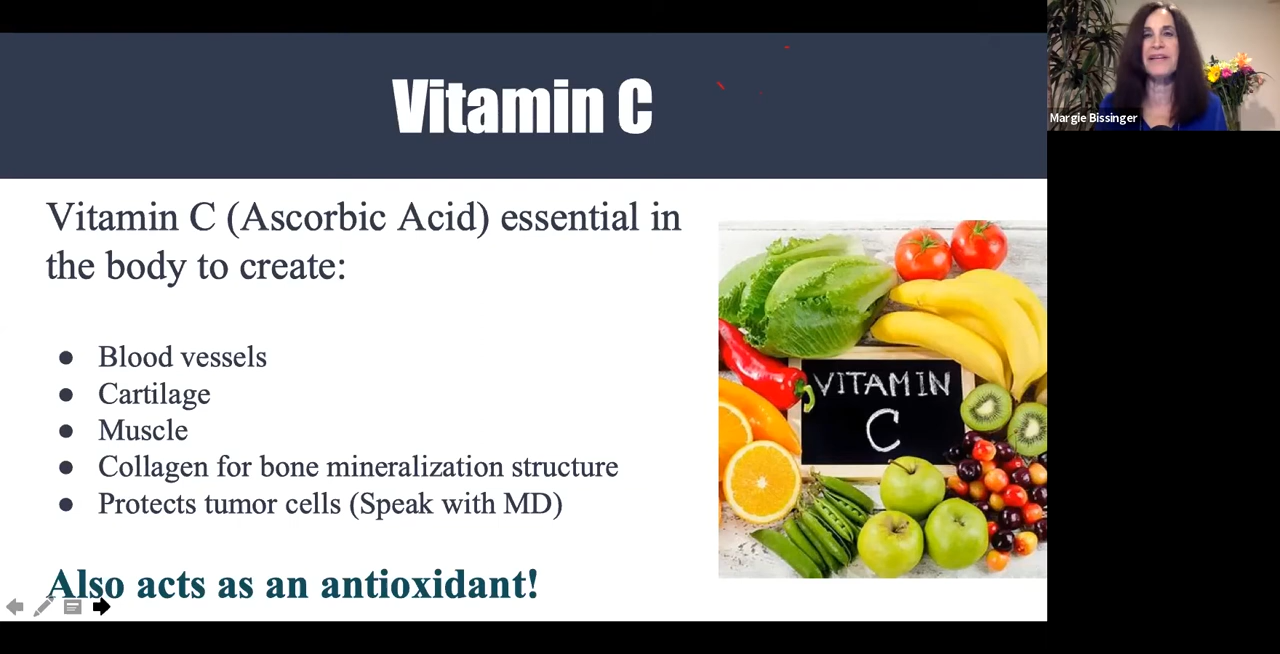 Vitamin C
Margie Bissinger
Vitamin C (Ascorbic Acid) essential in
the body to create:
● Blood vessels
● Cartilage
● Muscle
● Collagen for bone mineralization structure
● Protects tumor cells (Speak with MD)
Also acts as an antioxidant!
VITAMIN
C